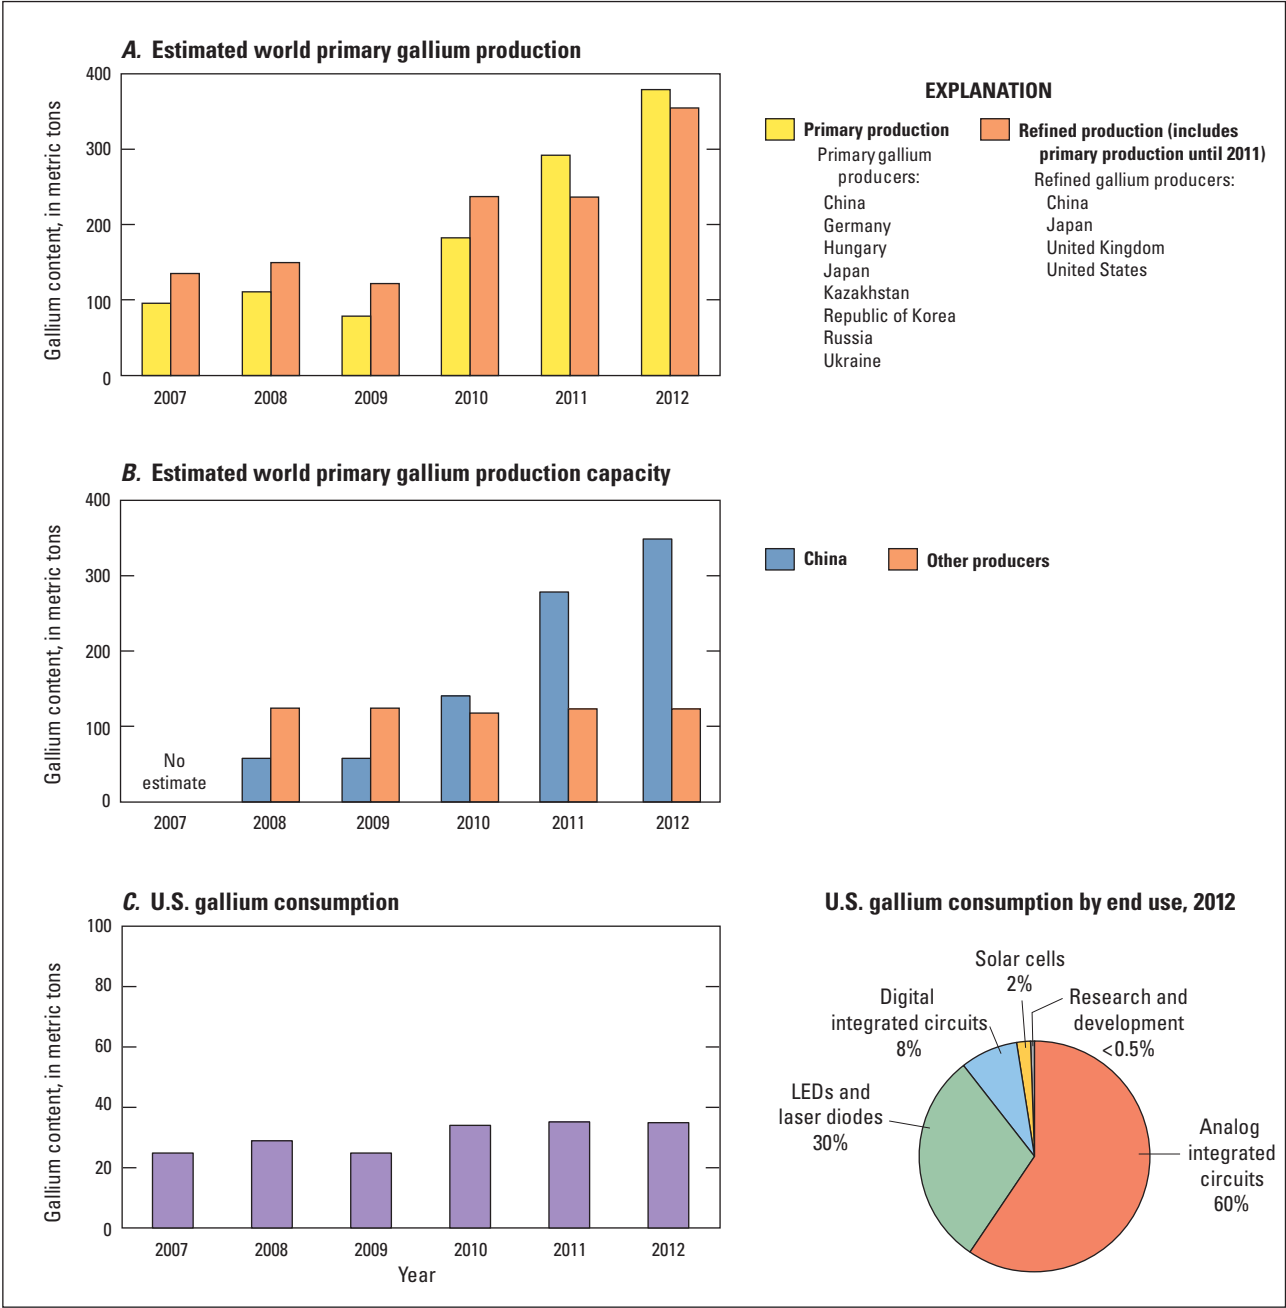 A. Estimated world primary gallium production
Gallium content, in metric tons
400
300
200
100
0
2007 2008 2009 2010 2011 2012
EXPLANATION
Primary production
Primary gallium
producers:
China
Germany
Hungary
Japan
Kazakhstan
Republic of Korea
Russia
Ukraine
Refined production (includes
primary production until 2011)
Refined gallium producers:
China
Japan
United Kingdom
United States
B. Estimated world primary gallium production capacity
Gallium content, in metric tons
400
300
200
100
0
No
estimate
2007 2008 2009 2010 2011 2012
China
Other producers
C. U.S. gallium consumption
Gallium content, in metric tons
100
80
60
40
20
0
2007 2008 2009 2010 2011 2012
Year
U.S. gallium consumption by end use, 2012
Solar cells
2%
Research and
development
<0.5%
Digital
integrated circuits
8%
LEDs and
laser diodes
30%
Analog
integrated
circuits
60%